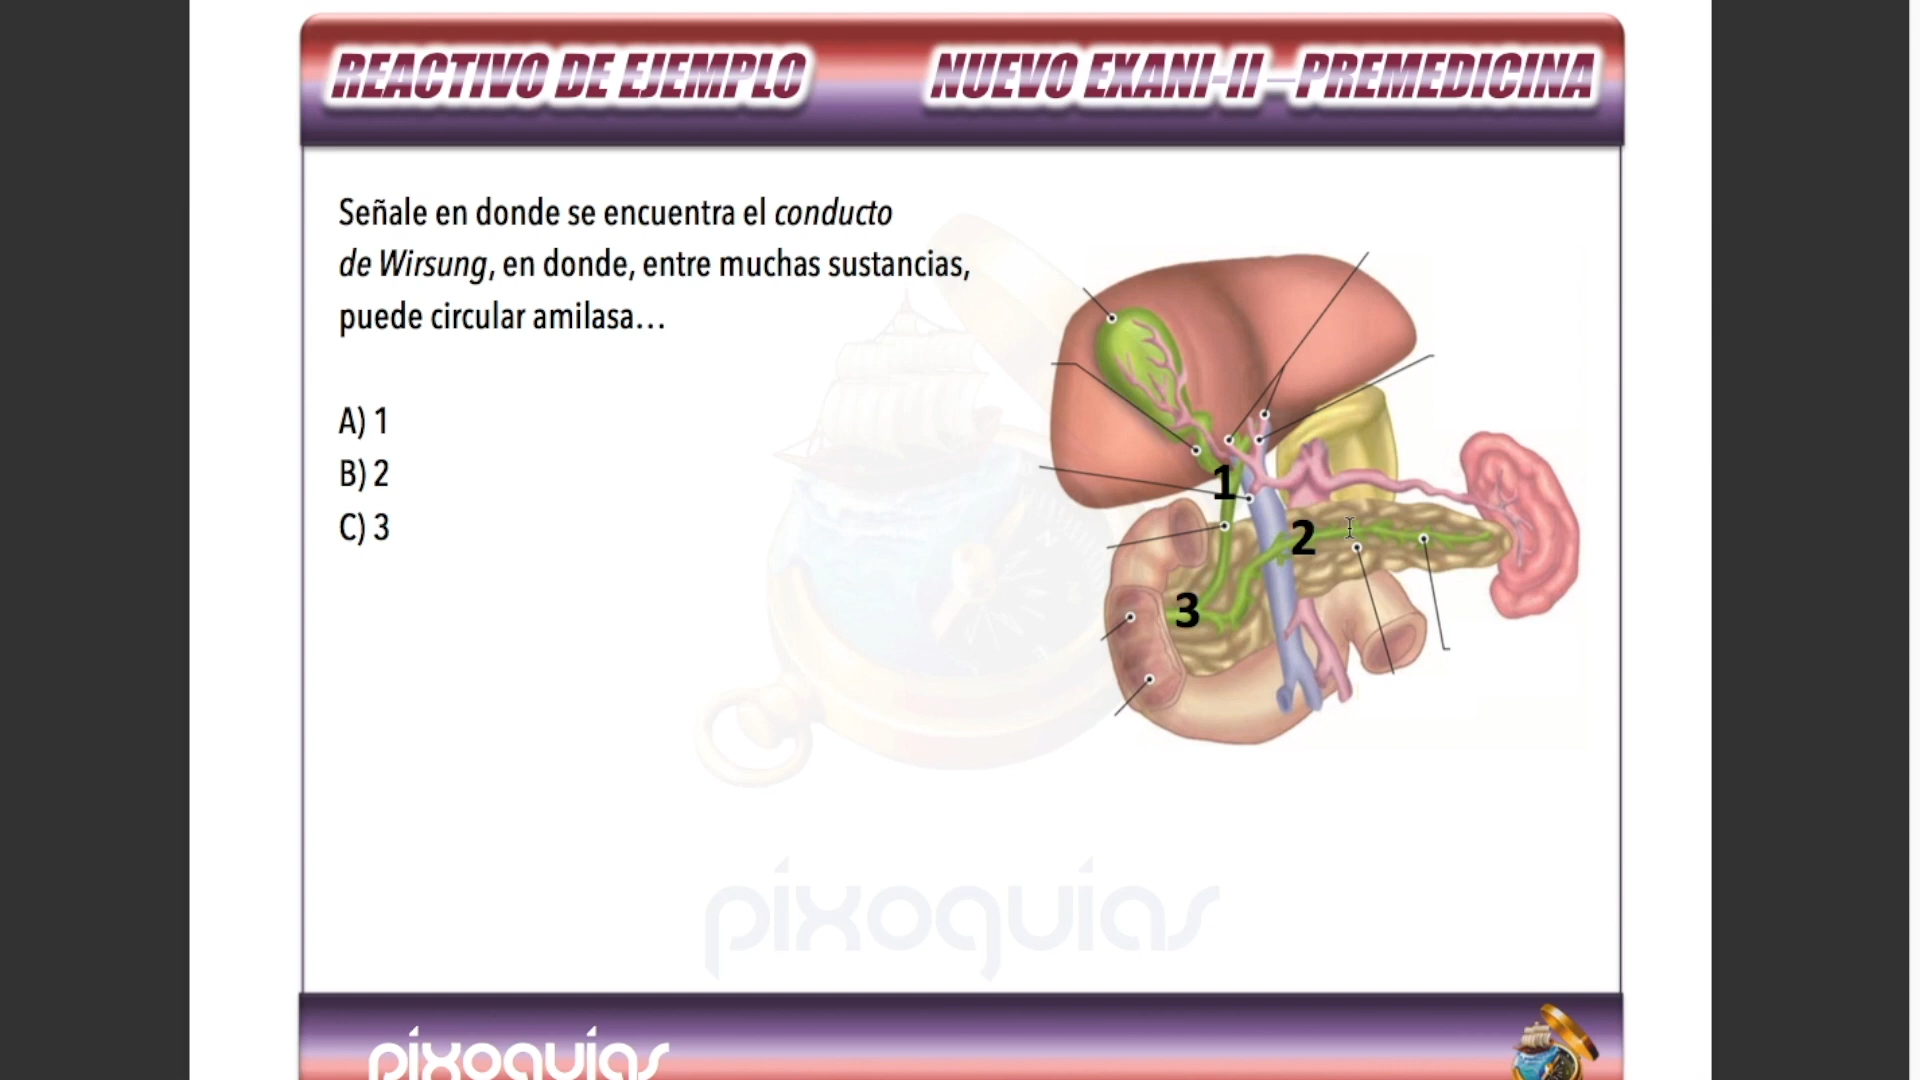 REACTIVO DE EJEMPLO
NUEVO EXANI-II – PREMEDICINA
Señale en donde se encuentra el conducto
de Wirsung, en donde, entre muchas sustancias,
puede circular amilasa...
A) 1
B) 2
C) 3
1
2
3
pixoguias
pixoguias